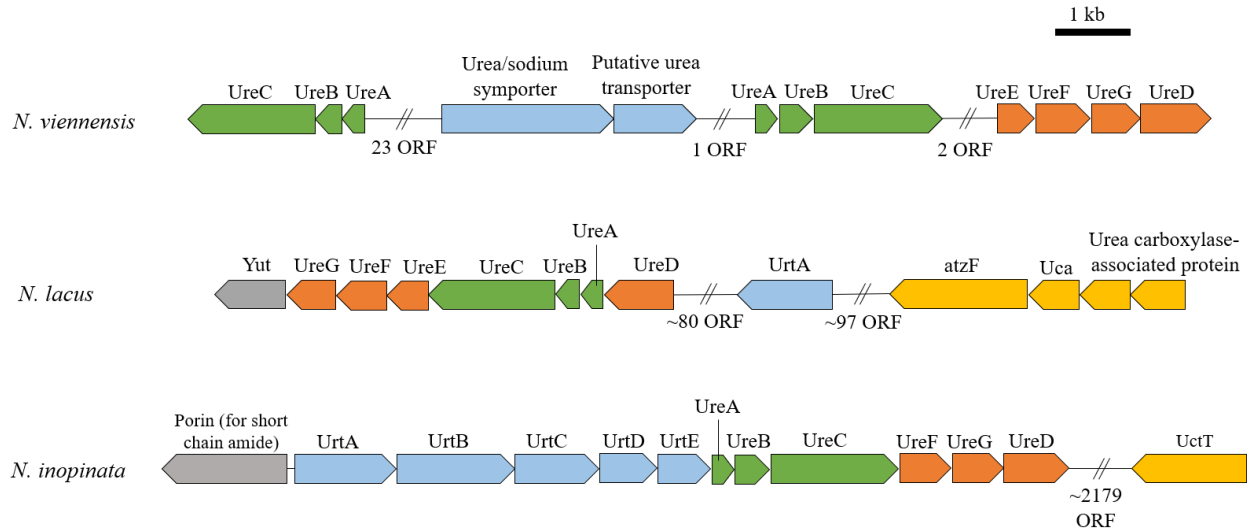 1 kb
Urea/sodium
symporter
Putative urea
transporter
UreC
UreB
UreA
UreA
UreB
UreC
UreE
UreF
UreG
UreD
N. viennensis
23 ORF
1 ORF
2 ORF
UreA
Urea carboxylase-
associated protein
Yut
UreG
UreF
UreE
UreC
UreB
UreD
UrtA
atzF
Uca
N. lacus
~80 ORF
~97 ORF
UreA
Porin (for short
chain amide)
UrtA
UrtB
UrtC
UrtD
UrtE
UreB
UreC
UreF
UreG
UreD
UctT
N. inopinata
~2179
ORF